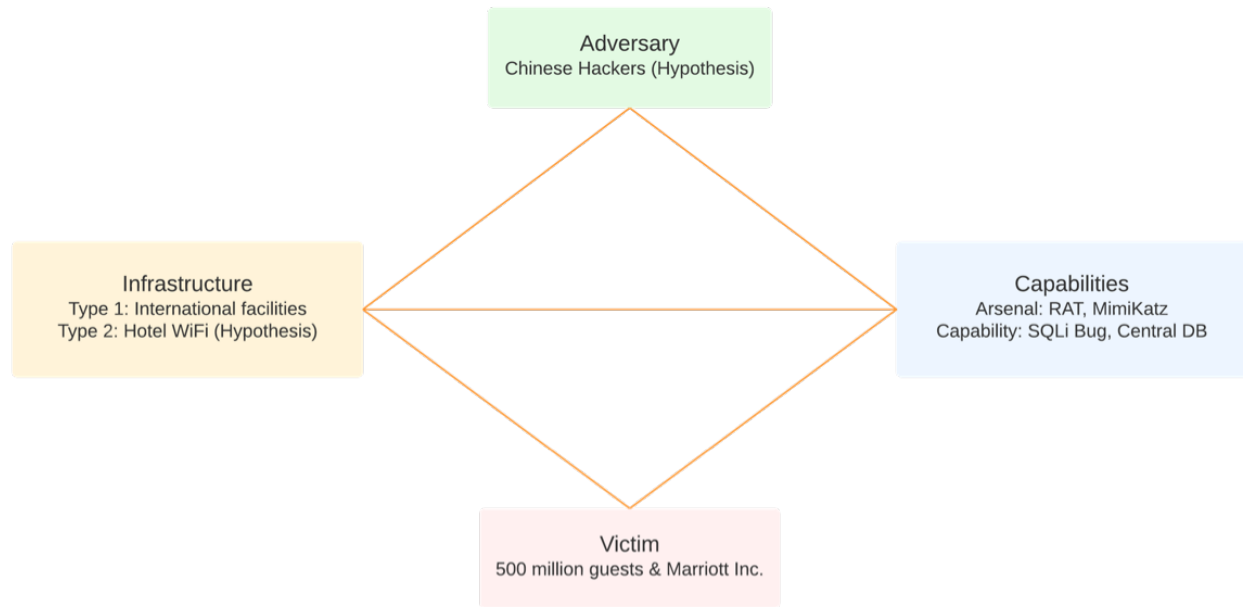 Adversary
Chinese Hackers (Hypothesis)
Infrastructure
Type 1: International facilities
Type 2: Hotel WiFi (Hypothesis)
Capabilities
Arsenal: RAT, MimiKatz
Capability: SQLi Bug, Central DB
Victim
500 million guests & Marriott Inc.